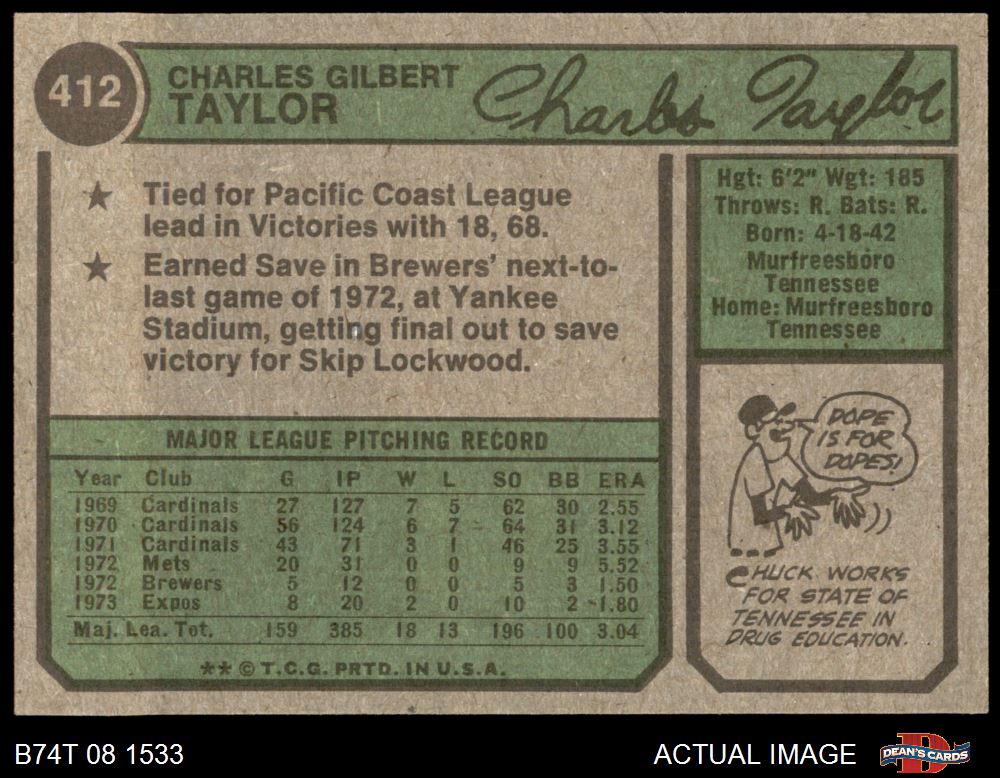 412
CHARLES GILBERT
TAYLOR
Charles Taylor
★ Tied for Pacific Coast League
lead in Victories with 18, 68.
★ Earned Save in Brewers' next-to-
last game of 1972, at Yankee
Stadium, getting final out to save
victory for Skip Lockwood.
Hgt: 6'2" Wgt: 185
Throws: R. Bats: R.
Born: 4-18-42
Murfreesboro
Tennessee
Home: Murfreesboro
Tennessee
MAJOR LEAGUE PITCHING RECORD
Year Club G IP W L SO BB ERA
1969 Cardinals 27 127 7 5 62 30 2.55
1970 Cardinals 56 124 6 7 64 31 3.12
1971 Cardinals 43 71 3 1 46 25 3.55
1972 Mets 20 31 0 0 9 9 5.52
1972 Brewers 5 12 0 0 5 3 1.50
1973 Expos 8 20 2 0 10 2 1.80
Maj. Lea. Tot. 159 385 18 13 196 100 3.04
** © T.C.G. PRTD. IN U.S.A.
DOPE
IS FOR
DOPES!
CHUCK WORKS
FOR STATE OF
TENNESSEE IN
DRUG EDUCATION.
B74T 08 1533
ACTUAL IMAGE
DEAN'S CARDS